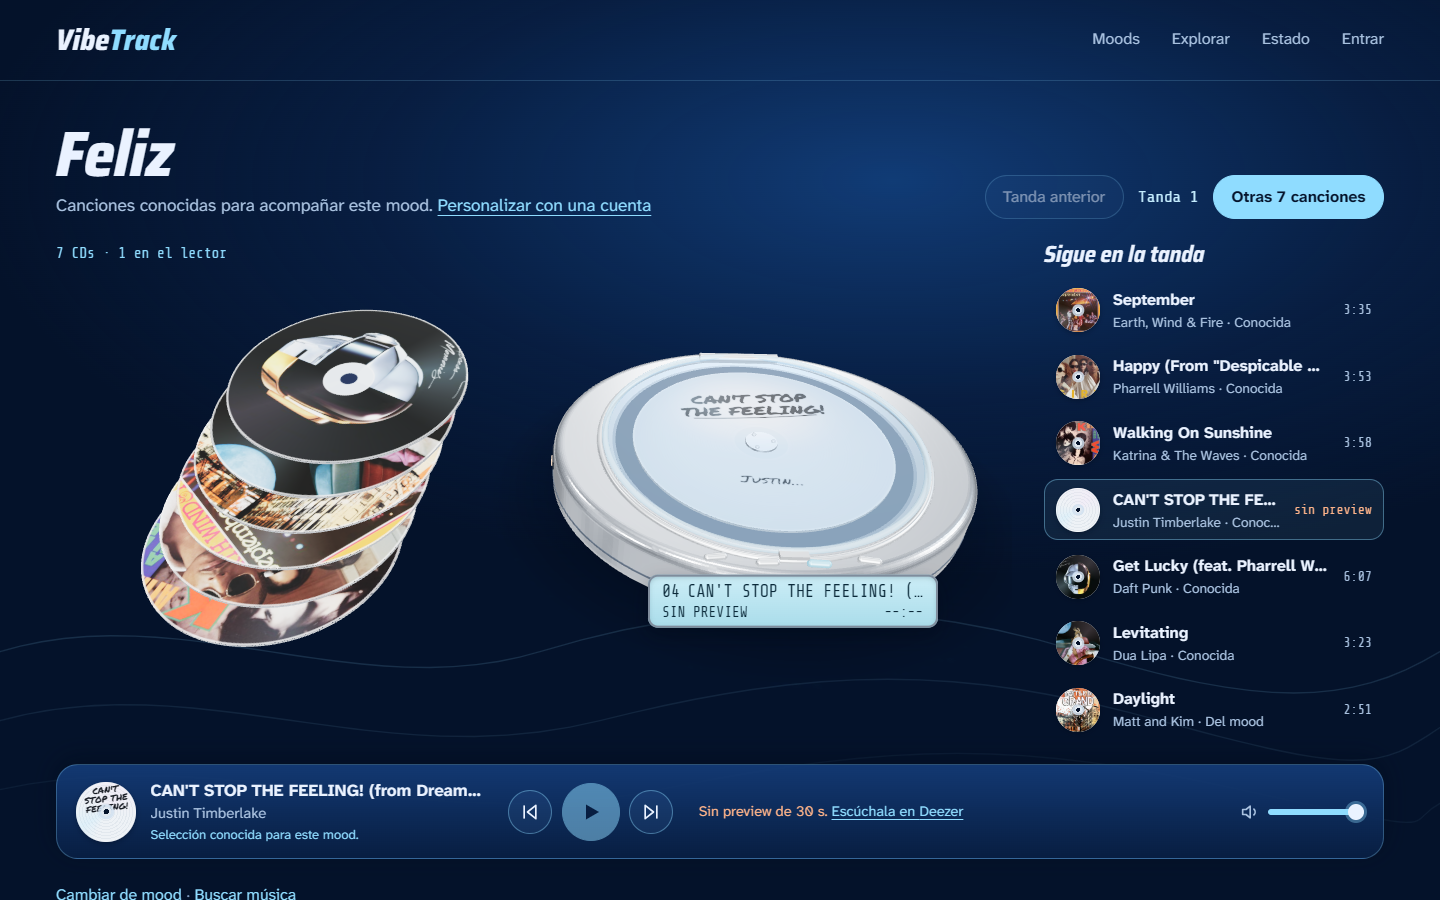 VibeTrack
Moods
Explorar
Estado
Entrar
Feliz
Canciones conocidas para acompañar este mood. Personalizar con una cuenta
Tanda anterior
Tanda 1
Otras 7 canciones
7 CDs · 1 en el lector
Sigue en la tanda
September
Earth, Wind & Fire · Conocida
3:35
Happy (From "Despicable ...
Pharrell Williams · Conocida
3:53
Walking On Sunshine
Katrina & The Waves · Conocida
3:58
CAN'T STOP THE FE...
Justin Timberlake · Conoc...
sin preview
Get Lucky (feat. Pharrell W...
Daft Punk · Conocida
6:07
Levitating
Dua Lipa · Conocida
3:23
Daylight
Matt and Kim · Del mood
2:51
CAN'T STOP
THE FEELING!
JUSTIN...
04 CAN'T STOP THE FEELING! (…
SIN PREVIEW
--:--
CAN'T
STOP THE
CAN'T STOP THE FEELING! (from Dream...
Justin Timberlake
Selección conocida para este mood.
Sin preview de 30 s. Escúchala en Deezer
Cambiar de mood · Buscar música